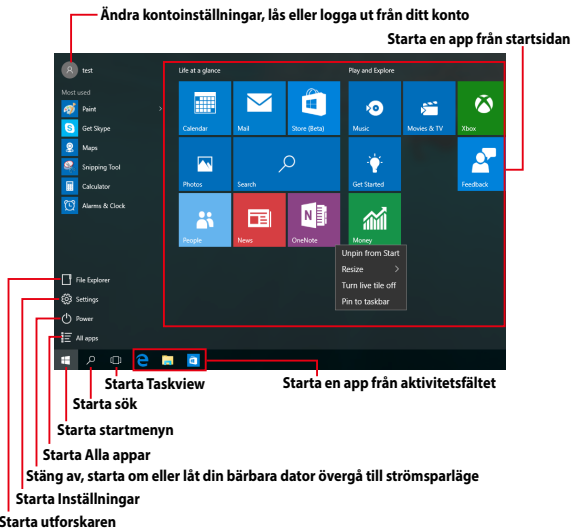 Ändra kontoinställningar, lås eller logga ut från ditt konto
Starta en app från startsidan
test
Most used
Paint
Get Skype
Maps
Snipping Tool
Calculator
Alarms & Clock
File Explorer
Settings
Power
All apps
Life at a glance
Play and Explore
Calendar
Mail
Store (Beta)
Music
Movies & TV
Xbox
Photos
Search
Get Started
Feedback
People
News
OneNote
Money
Unpin from Start
Resize
Turn live tile off
Pin to taskbar
Starta Taskview
Starta en app från aktivitetsfältet
Starta sök
Starta startmenyn
Starta Alla appar
Stäng av, starta om eller låt din bärbara dator övergå till strömsparläge
Starta Inställningar
Starta utforskaren